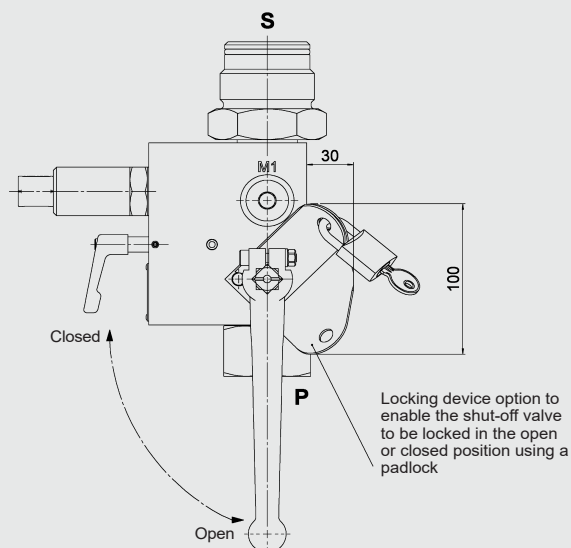 S
30
M1
100
Closed
P
Locking device option to
enable the shut-off valve
to be locked in the open
or closed position using a
padlock
Open